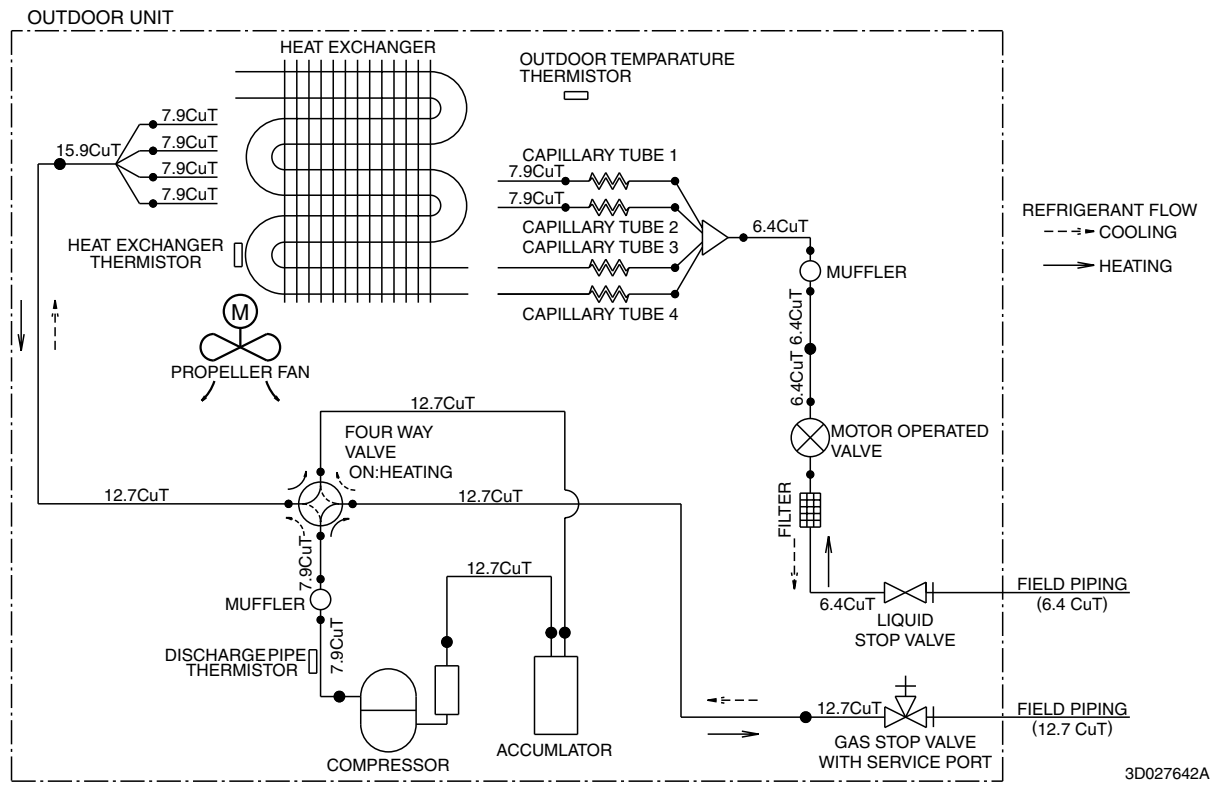 OUTDOOR UNIT
HEAT EXCHANGER
OUTDOOR TEMPARATURE
THERMISTOR
7.9CuT
7.9CuT
7.9CuT
7.9CuT
15.9CuT
CAPILLARY TUBE 1
7.9CuT
7.9CuT
CAPILLARY TUBE 2
CAPILLARY TUBE 3
CAPILLARY TUBE 4
6.4CuT
MUFFLER
6.4CuT
6.4CuT
REFRIGERANT FLOW
COOLING
HEATING
HEAT EXCHANGER
THERMISTOR
M
PROPELLER FAN
12.7CuT
FOUR WAY
VALVE
ON:HEATING
MOTOR OPERATED
VALVE
12.7CuT
12.7CuT
FILTER
7.9CuT
MUFFLER
7.9CuT
12.7CuT
DISCHARGE PIPE
THERMISTOR
6.4CuT
LIQUID
STOP VALVE
FIELD PIPING
(6.4 CuT)
COMPRESSOR
ACCUMLATOR
12.7CuT
GAS STOP VALVE
WITH SERVICE PORT
FIELD PIPING
(12.7 CuT)
3D027642A